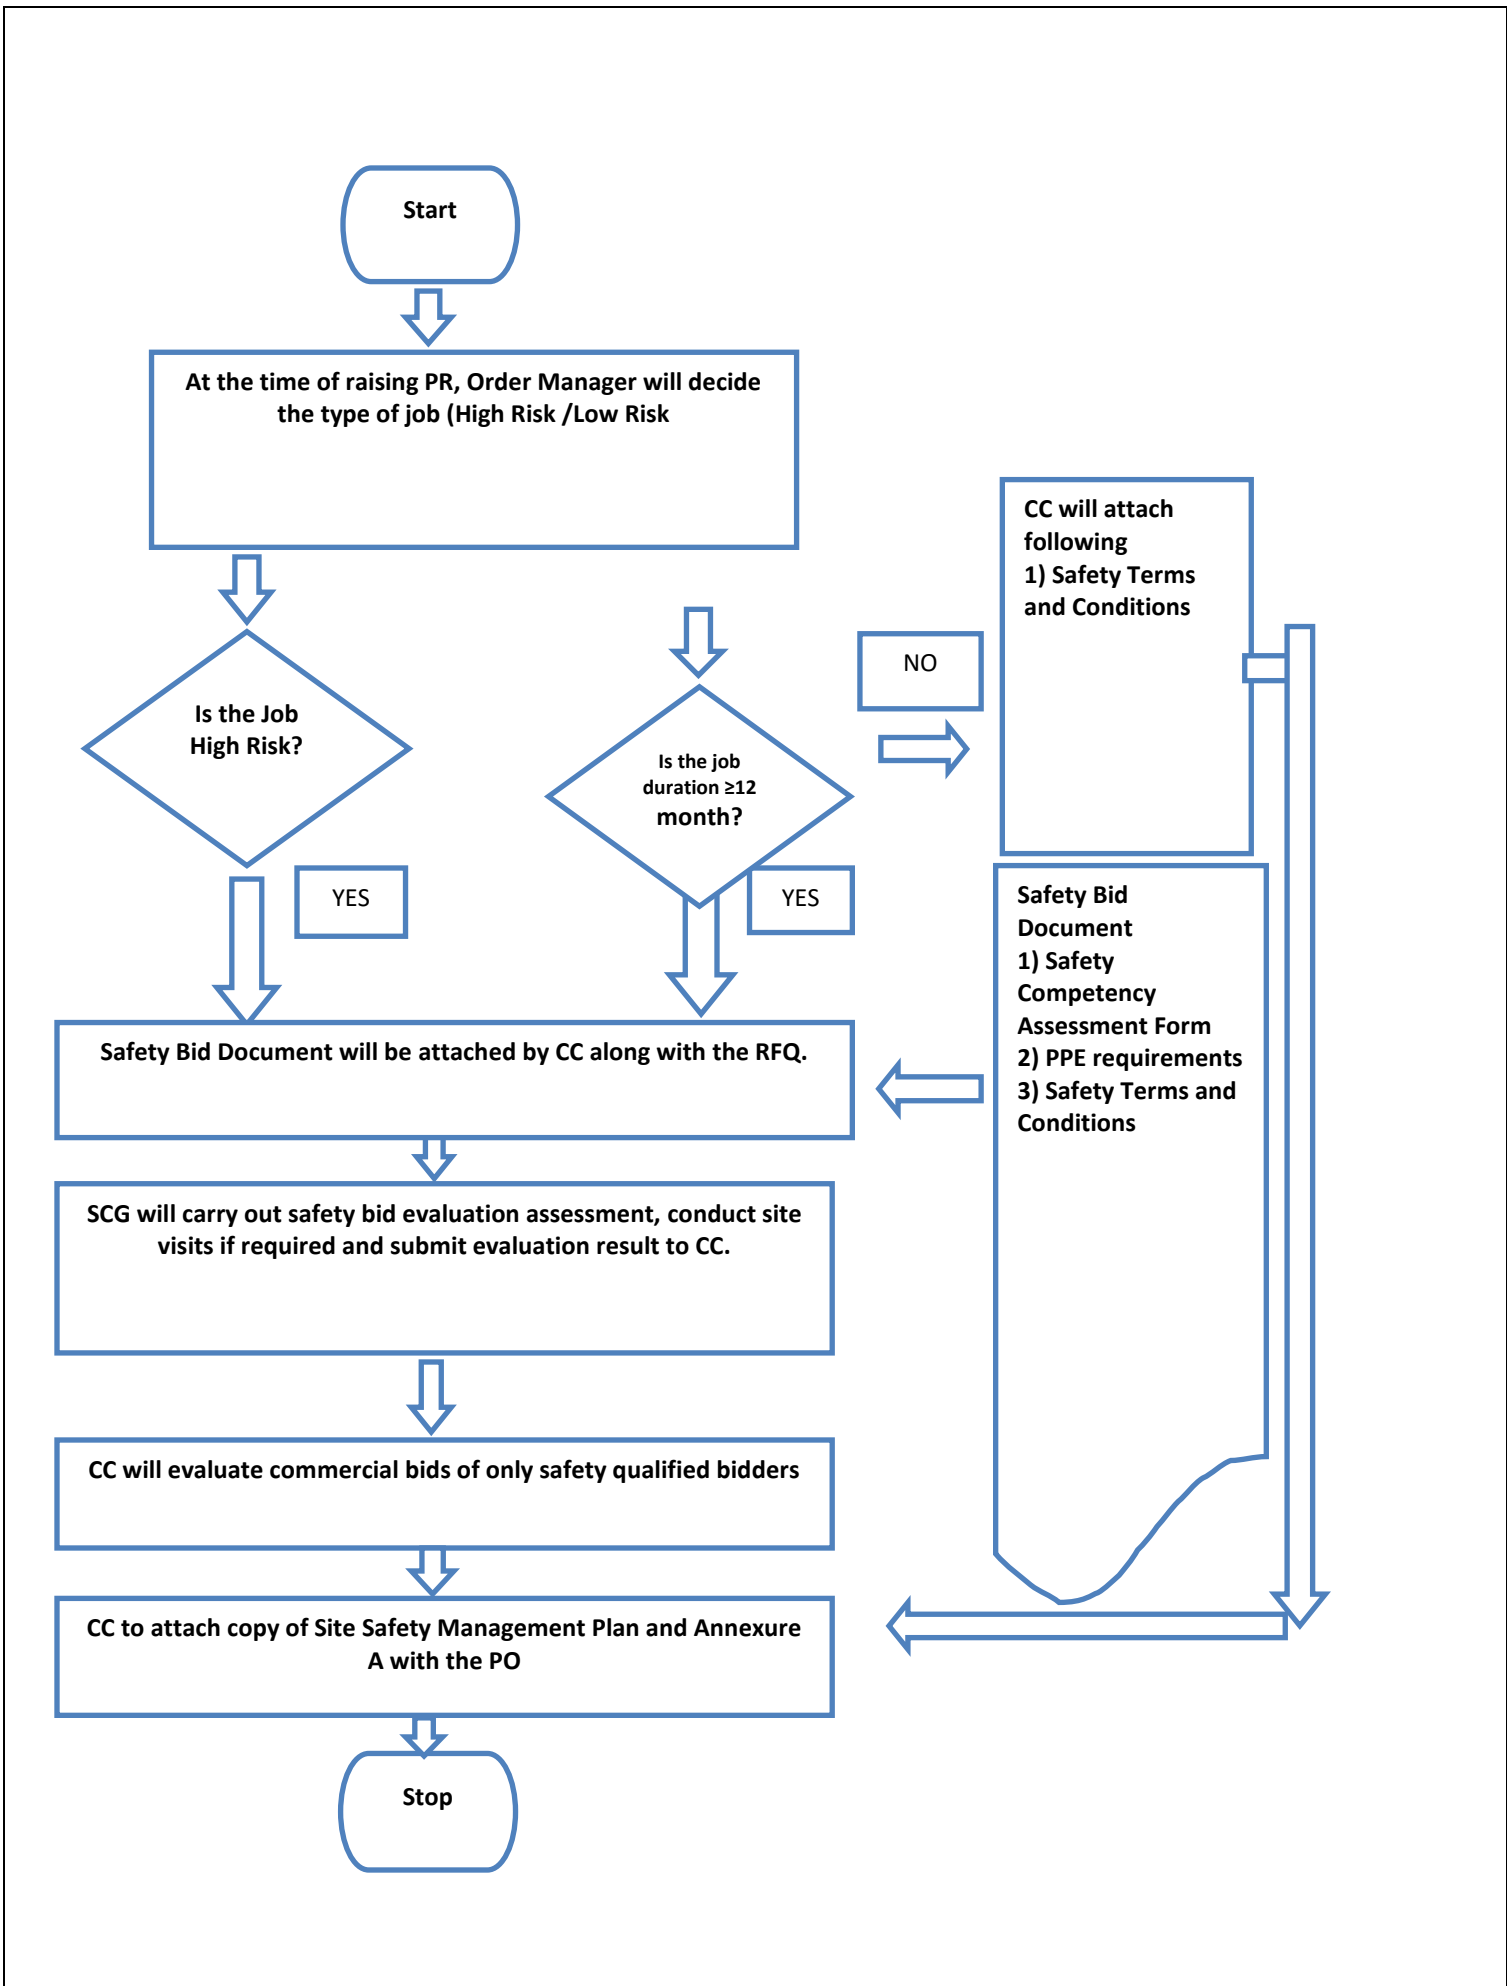 Start
At the time of raising PR, Order Manager will decide
the type of job (High Risk /Low Risk
CC will attach
following
1) Safety Terms
and Conditions
NO
Is the Job
High Risk?
Is the job
duration ≥12
month?
YES
YES
Safety Bid
Document
1) Safety
Competency
Assessment Form
2) PPE requirements
3) Safety Terms and
Conditions
Safety Bid Document will be attached by CC along with the RFQ.
SCG will carry out safety bid evaluation assessment, conduct site
visits if required and submit evaluation result to CC.
CC will evaluate commercial bids of only safety qualified bidders
CC to attach copy of Site Safety Management Plan and Annexure
A with the PO
Stop